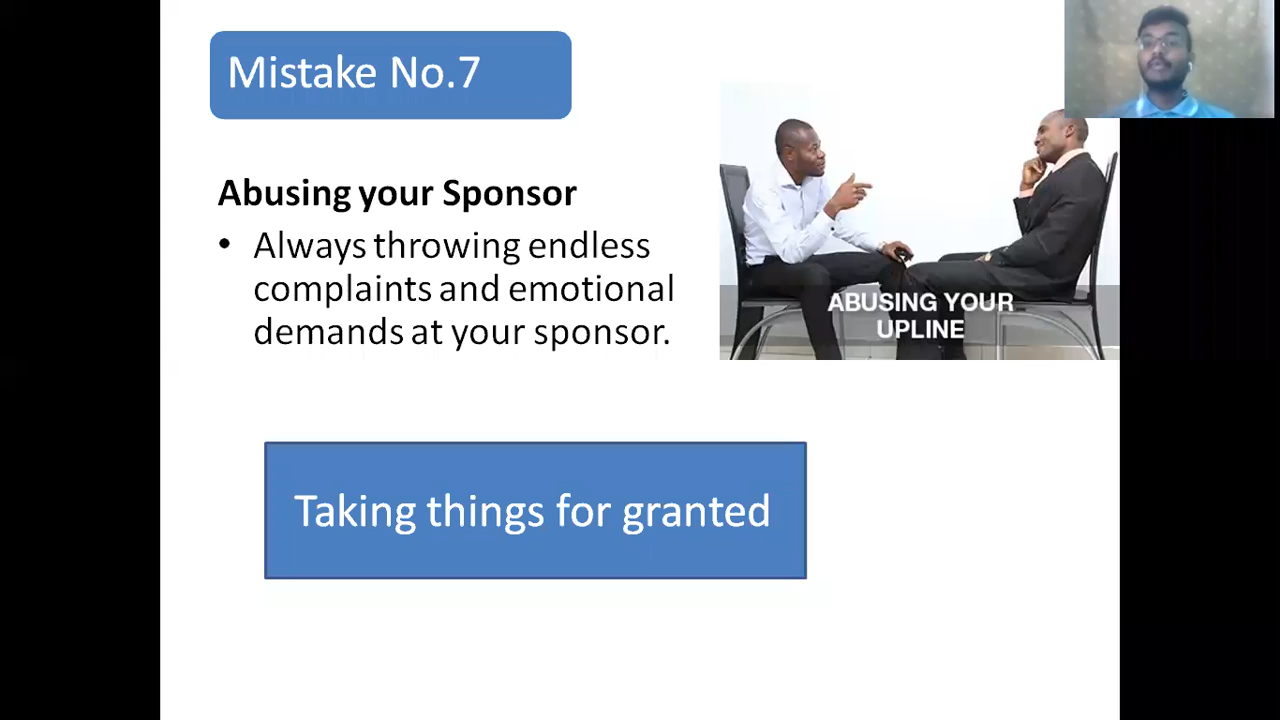 Mistake No.7
Abusing your Sponsor
• Always throwing endless
complaints and emotional
demands at your sponsor.
ABUSING YOUR
UPLINE
Taking things for granted